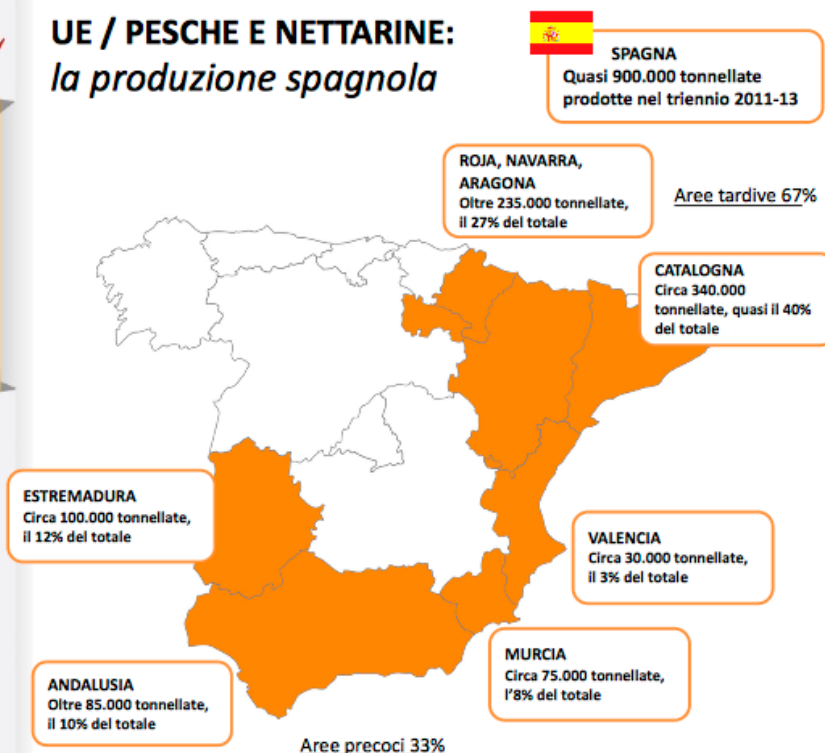 UE / PESCHE E NETTARINE:
la produzione spagnola
SPAGNA
Quasi 900.000 tonnellate
prodotte nel triennio 2011-13
ROJA, NAVARRA,
ARAGONA
Oltre 235.000 tonnellate,
il 27% del totale
Aree tardive 67%
CATALOGNA
Circa 340.000
tonnellate, quasi il 40%
del totale
ESTREMADURA
Circa 100.000 tonnellate,
il 12% del totale
VALENCIA
Circa 30.000 tonnellate,
il 3% del totale
MURCIA
Circa 75.000 tonnellate,
l'8% del totale
ANDALUSIA
Oltre 85.000 tonnellate,
il 10% del totale
Aree precoci 33%